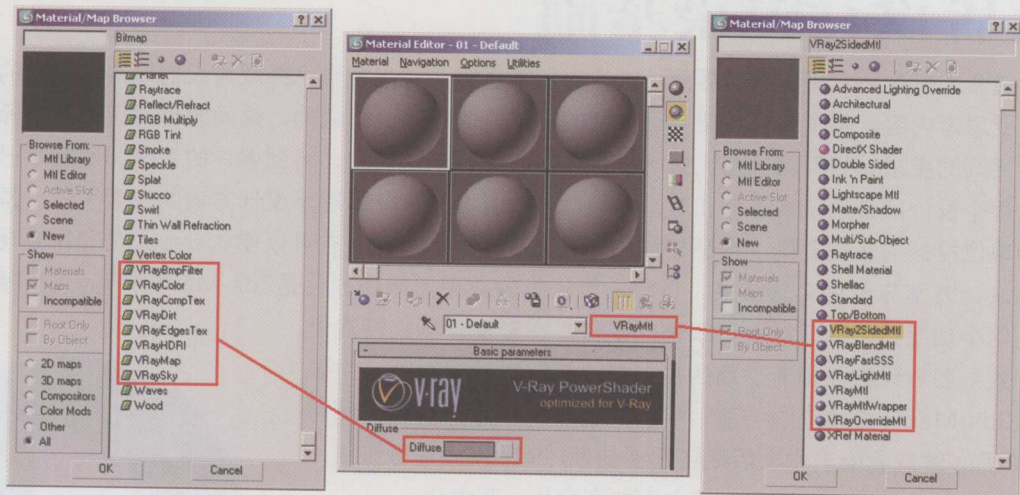 Material/Map Browser
Bitmap
Planet
Raytrace
Reflect/Refract
RGB Multiply
RGB Tint
Smoke
Speckle
Splat
Stucco
Swirl
Thin Wall Refraction
Tiles
Vertex Color
VRayBmpFilter
VRayColor
VRayCompTex
VRayDirt
VRayEdgesTex
VRayHDRI
VRayMap
VRaySky
Waves
Wood
Browse From:
Mtl Library
Mtl Editor
Active Slot
Selected
Scene
New
Show
Materials
Maps
Incompatible
Root Only
By Object
2D maps
3D maps
Compositors
Color Mods
Other
All
OK
Cancel
Material Editor - 01 - Default
Material Navigation Options Utilities
01 - Default
VRayMtl
Basic parameters
v·ray
V-Ray PowerShader
optimized for V-Ray
Diffuse
Diffuse
Material/Map Browser
VRay2SidedMtl
Browse From:
Mtl Library
Mtl Editor
Active Slot
Selected
Scene
New
Show
Materials
Maps
Incompatible
Root Only
By Object
Advanced Lighting Override
Architectural
Blend
Composite
DirectX Shader
Double Sided
Ink 'n Paint
Lightscape Mtl
Matte/Shadow
Morpher
Multi/Sub-Object
Raytrace
Shell Material
Shellac
Standard
Top/Bottom
VRay2SidedMtl
VRayBlendMtl
VRayFastSSS
VRayLightMtl
VRayMtl
VRayMtlWrapper
VRayOverrideMtl
XRef Material
OK
Cancel